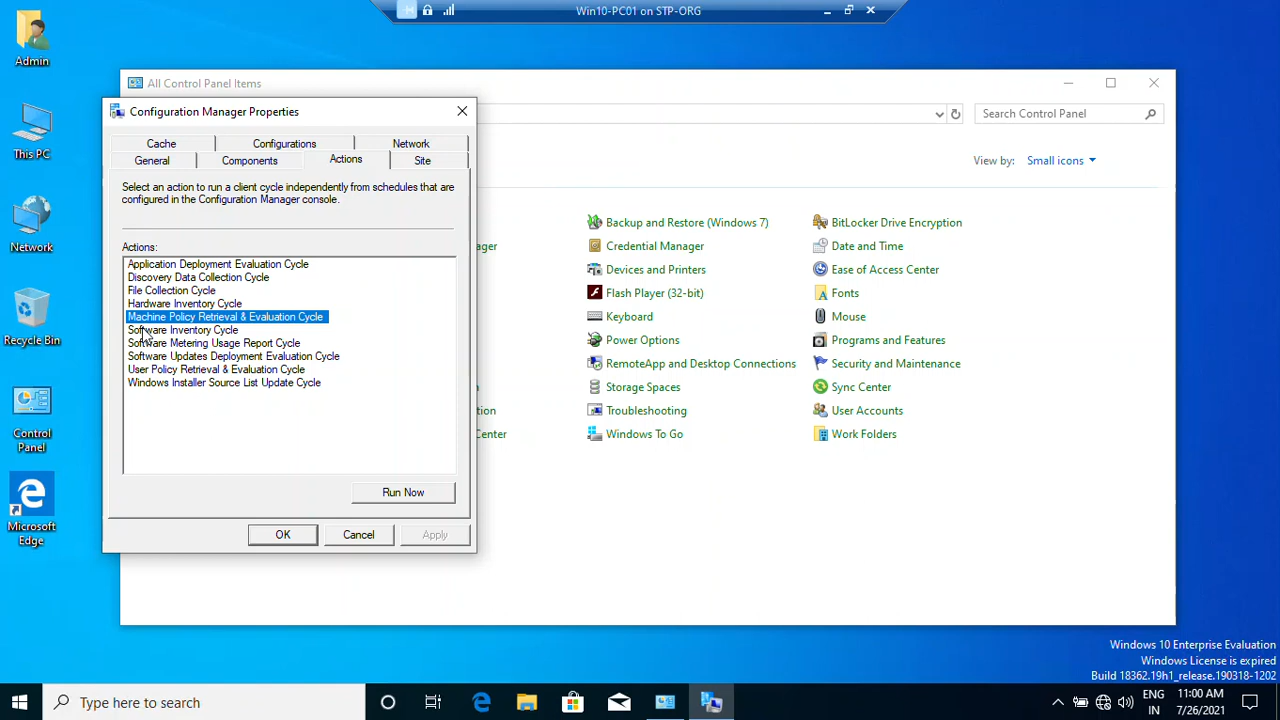 Win10-PC01 on STP-ORG
Admin
This PC
Network
Recycle Bin
Control
Panel
Microsoft
Edge
All Control Panel Items
Search Control Panel
View by: Small icons
Configuration Manager Properties
Cache
Configurations
Network
General
Components
Actions
Site
Select an action to run a client cycle independently from schedules that are
configured in the Configuration Manager console.
Actions:
Application Deployment Evaluation Cycle
Discovery Data Collection Cycle
File Collection Cycle
Hardware Inventory Cycle
Machine Policy Retrieval & Evaluation Cycle
Software Inventory Cycle
Software Metering Usage Report Cycle
Software Updates Deployment Evaluation Cycle
User Policy Retrieval & Evaluation Cycle
Windows Installer Source List Update Cycle
Run Now
OK
Cancel
Apply
ager
tion
Center
Backup and Restore (Windows 7)
Credential Manager
Devices and Printers
Flash Player (32-bit)
Keyboard
Power Options
RemoteApp and Desktop Connections
Storage Spaces
Troubleshooting
Windows To Go
BitLocker Drive Encryption
Date and Time
Ease of Access Center
Fonts
Mouse
Programs and Features
Security and Maintenance
Sync Center
User Accounts
Work Folders
Windows 10 Enterprise Evaluation
Windows License is expired
Build 18362.19h1_release.190318-1202
Type here to search
ENG
IN
11:00 AM
7/26/2021